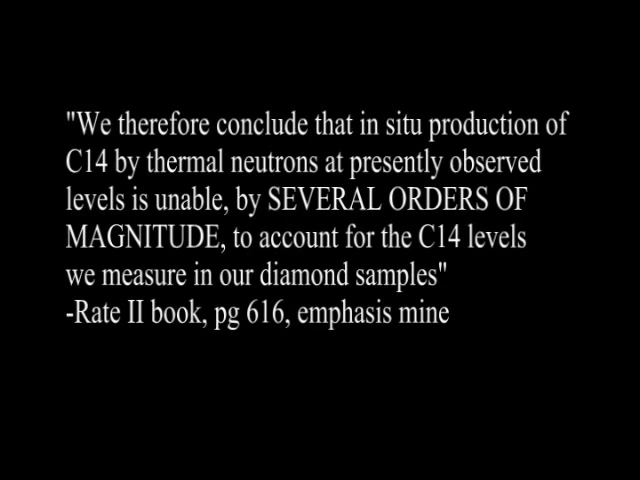 "We therefore conclude that in situ production of
C14 by thermal neutrons at presently observed
levels is unable, by SEVERAL ORDERS OF
MAGNITUDE, to account for the C14 levels
we measure in our diamond samples"
-Rate II book, pg 616, emphasis mine